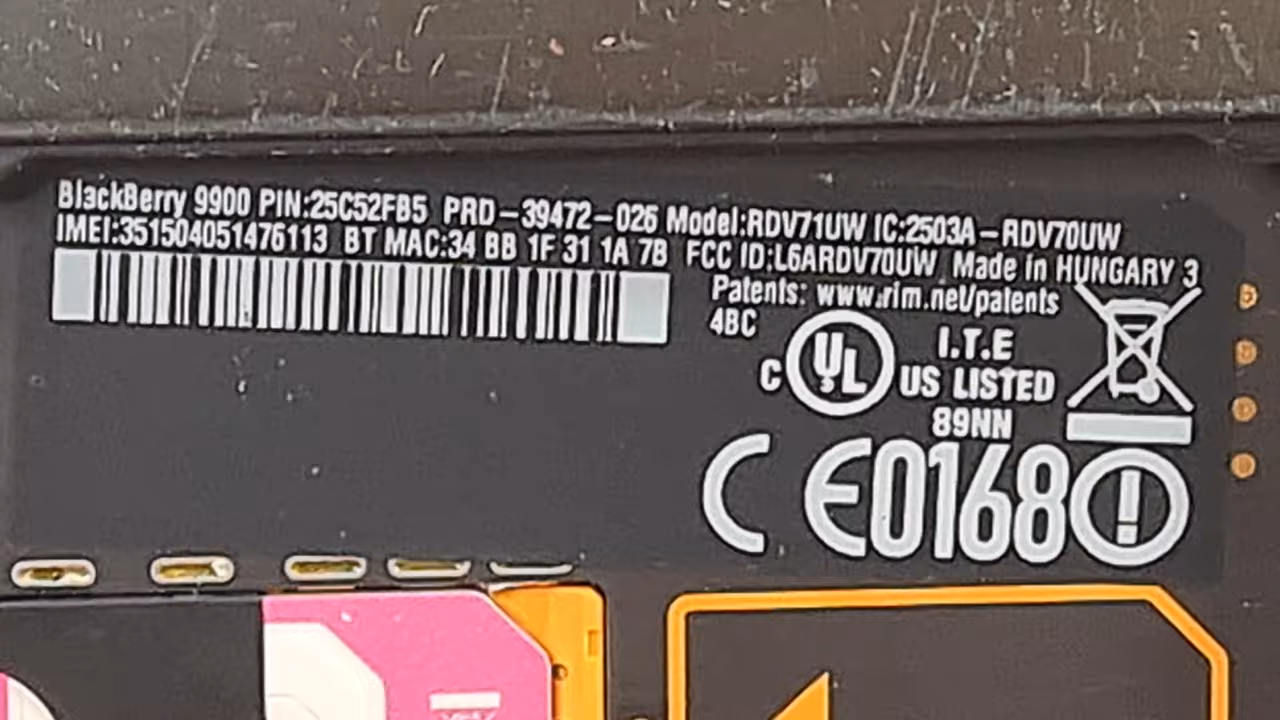 BlackBerry 9900 PIN:25C52FB5 PRD-39472-026 Model:RDV71UW IC:2503A-RDV70UW
IMEI:351504051476113 BT MAC:34 BB 1F 31 1A 7B FCC ID:L6ARDV70UW Made in HUNGARY 3
Patents: www.rim.net/patents
4BC
C UL US
I.T.E
LISTED
89NN
CE0168